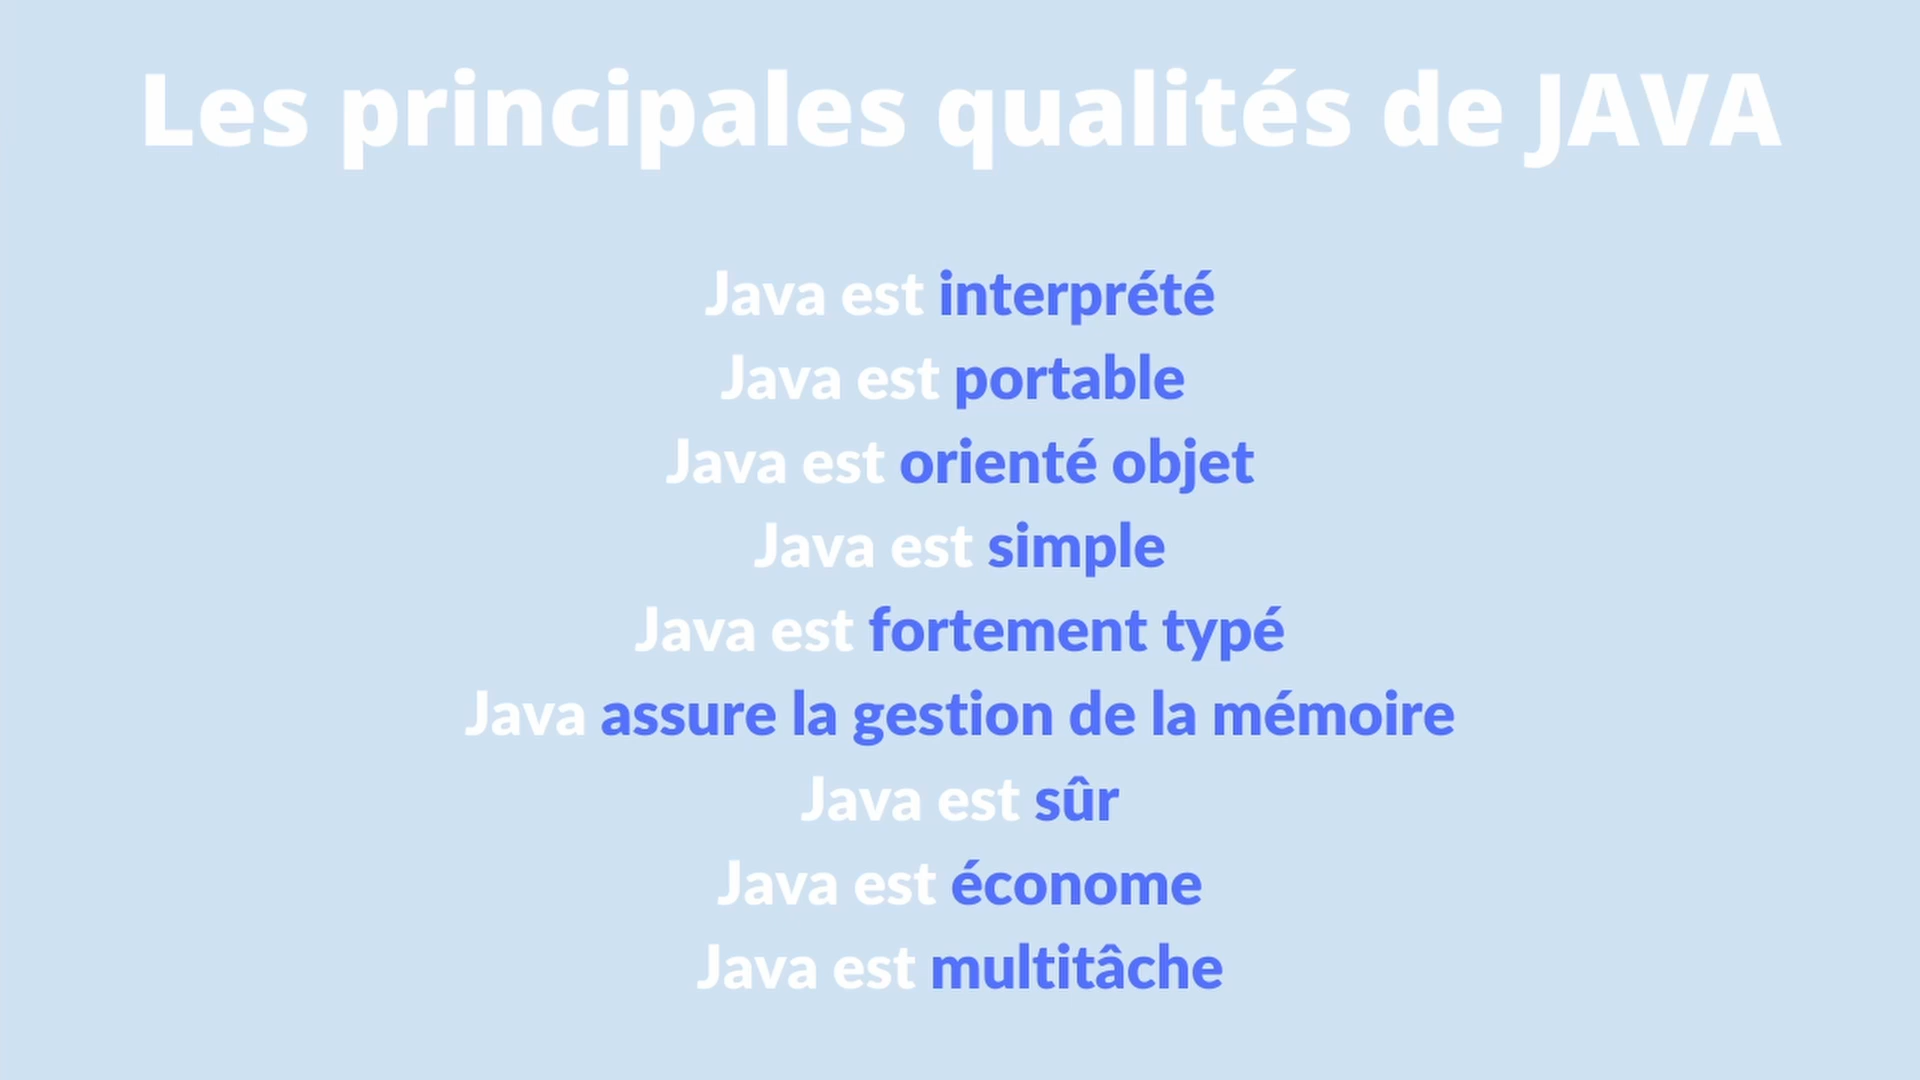 Les principales qualités de JAVA
Java est interprété
Java est portable
Java est orienté objet
Java est simple
Java est fortement typé
Java assure la gestion de la mémoire
Java est sûr
Java est économe
Java est multitâche